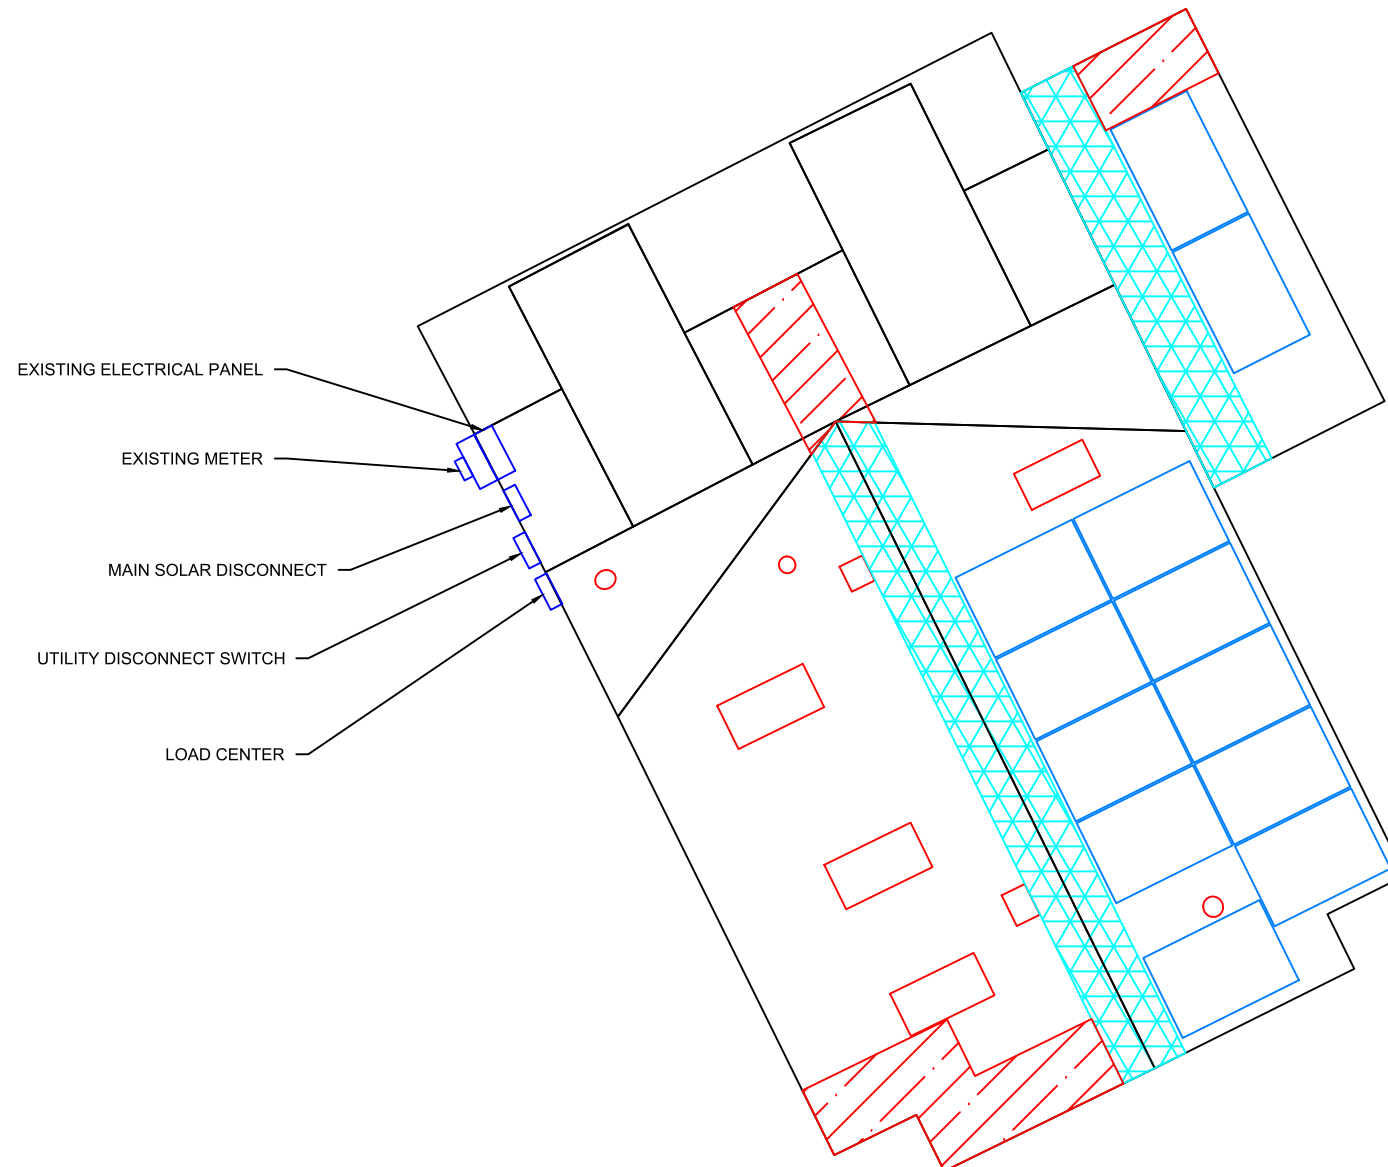 EXISTING ELECTRICAL PANEL
EXISTING METER
MAIN SOLAR DISCONNECT
UTILITY DISCONNECT SWITCH
LOAD CENTER